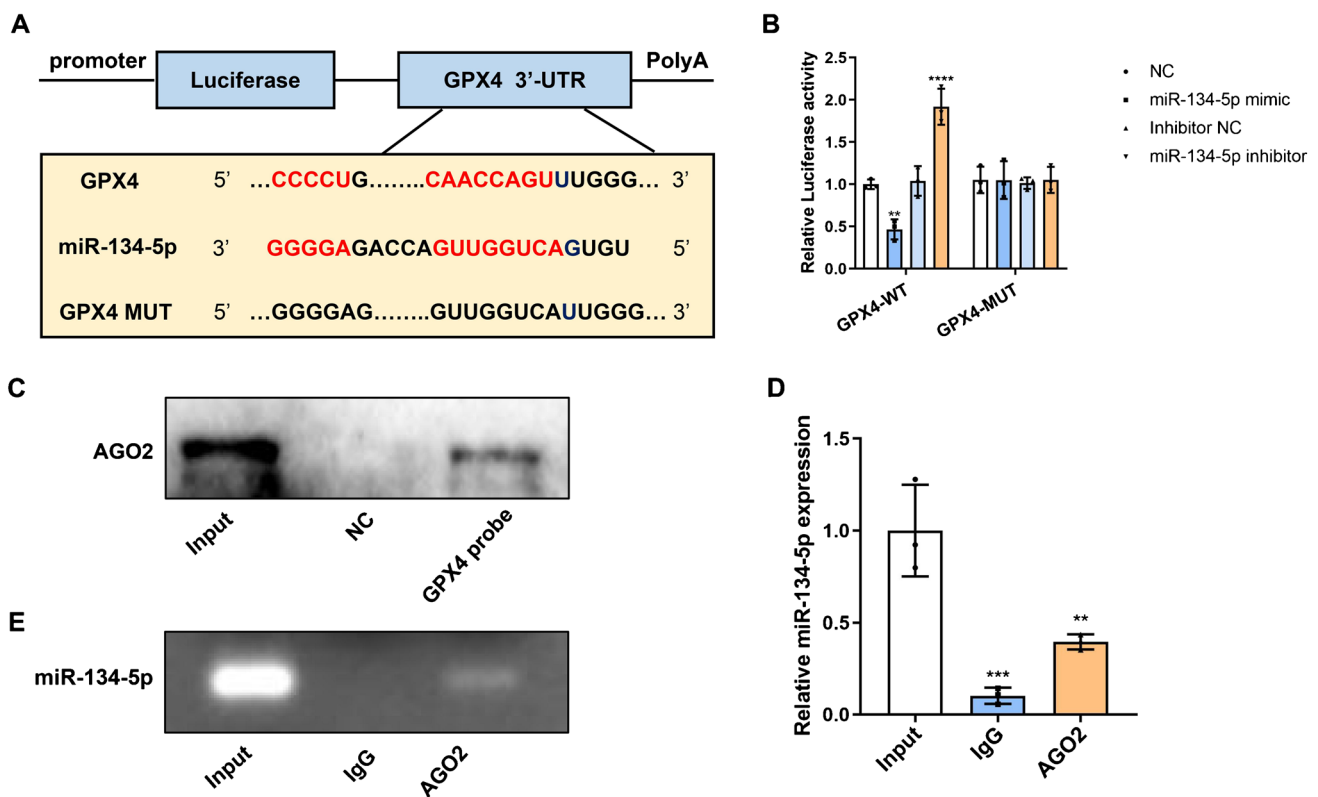 A
promoter
Luciferase
GPX4 3’-UTR
PolyA
GPX4 5’ ...CCCCUG........CAACCAGUUUGGG... 3’
miR-134-5p 3’ GGGGAGACCAGUUGGUCAGUGU 5’
GPX4 MUT 5’ ...GGGGAG........GUUGGUCAUUGGG... 3’
B
Relative Luciferase activity
2.5
2.0
1.5
1.0
0.5
0.0
**
****
GPX4-WT
GPX4-MUT
NC
miR-134-5p mimic
Inhibitor NC
miR-134-5p inhibitor
C
AGO2
Input
NC
GPX4 probe
D
Relative miR-134-5p expression
1.5
1.0
0.5
0.0
***
**
Input
IgG
AGO2
E
miR-134-5p
Input
IgG
AGO2